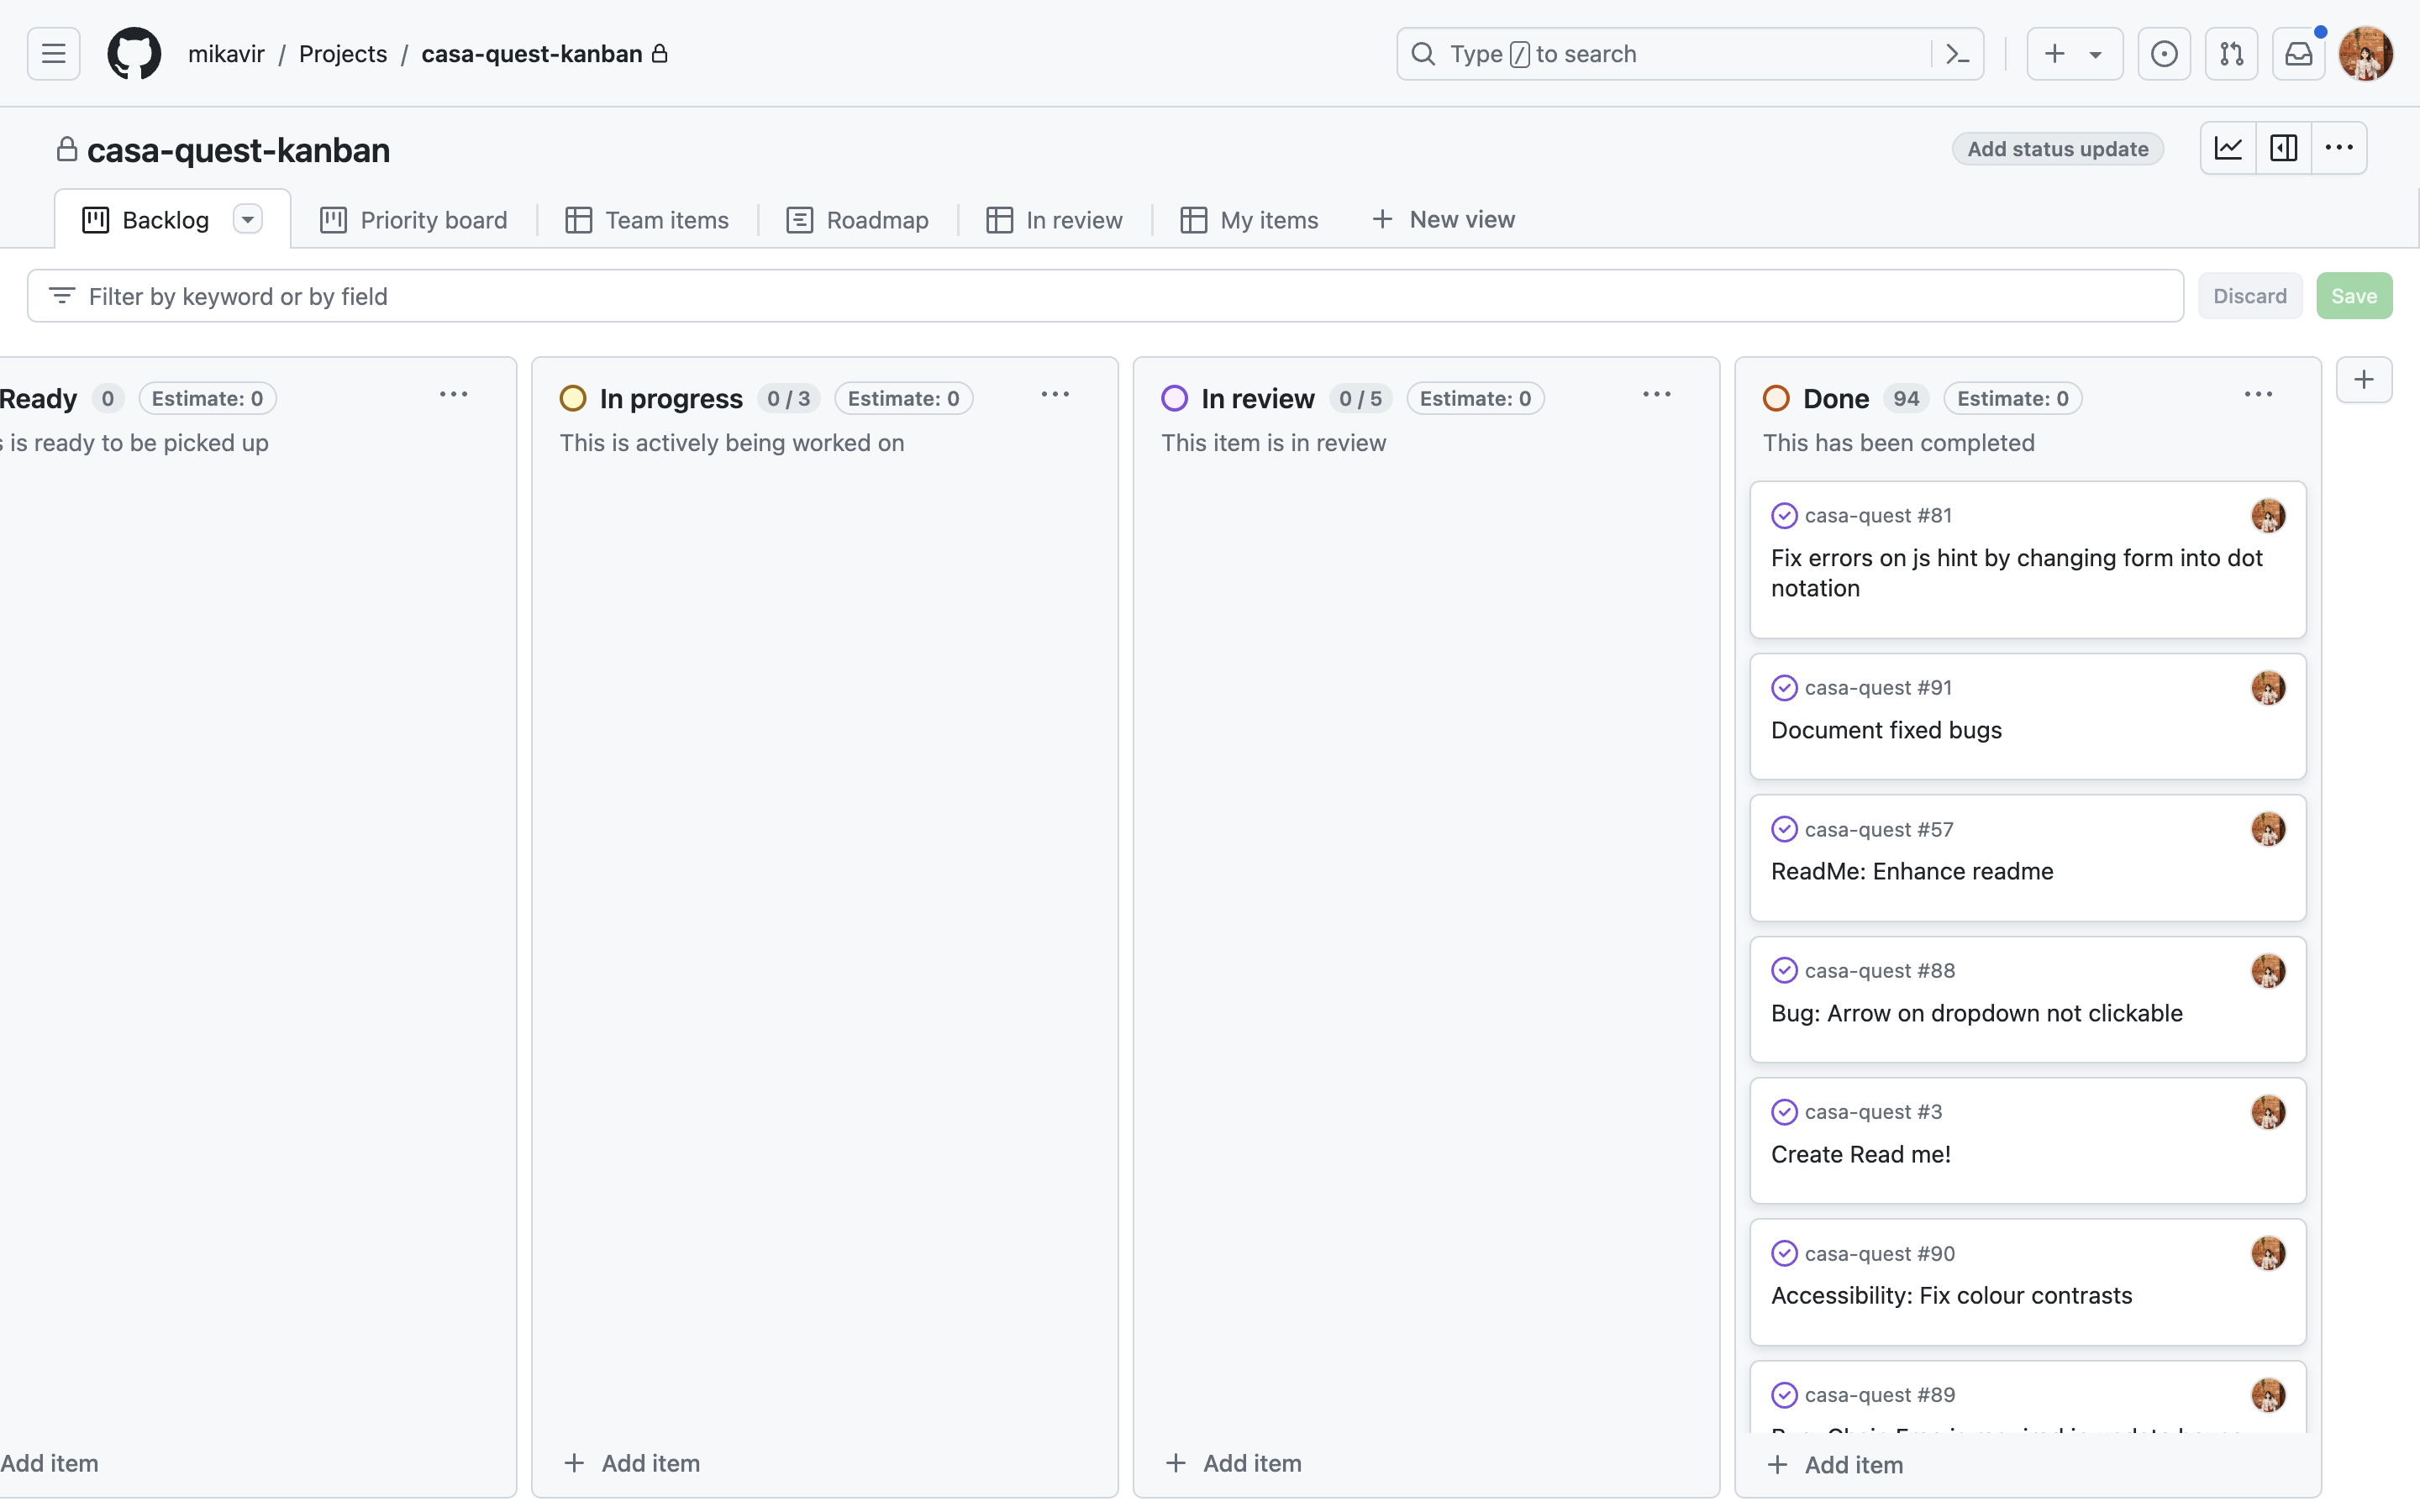 mikavir / Projects / casa-quest-kanban
Type / to search
casa-quest-kanban
Add status update
Backlog
Priority board
Team items
Roadmap
In review
My items
New view
Filter by keyword or by field
Discard
Save
Ready 0 Estimate: 0
is ready to be picked up
Add item
In progress 0 / 3 Estimate: 0
This is actively being worked on
Add item
In review 0 / 5 Estimate: 0
This item is in review
Add item
Done 94 Estimate: 0
This has been completed
casa-quest #81
Fix errors on js hint by changing form into dot
notation
casa-quest #91
Document fixed bugs
casa-quest #57
ReadMe: Enhance readme
casa-quest #88
Bug: Arrow on dropdown not clickable
casa-quest #3
Create Read me!
casa-quest #90
Accessibility: Fix colour contrasts
casa-quest #89
Add item